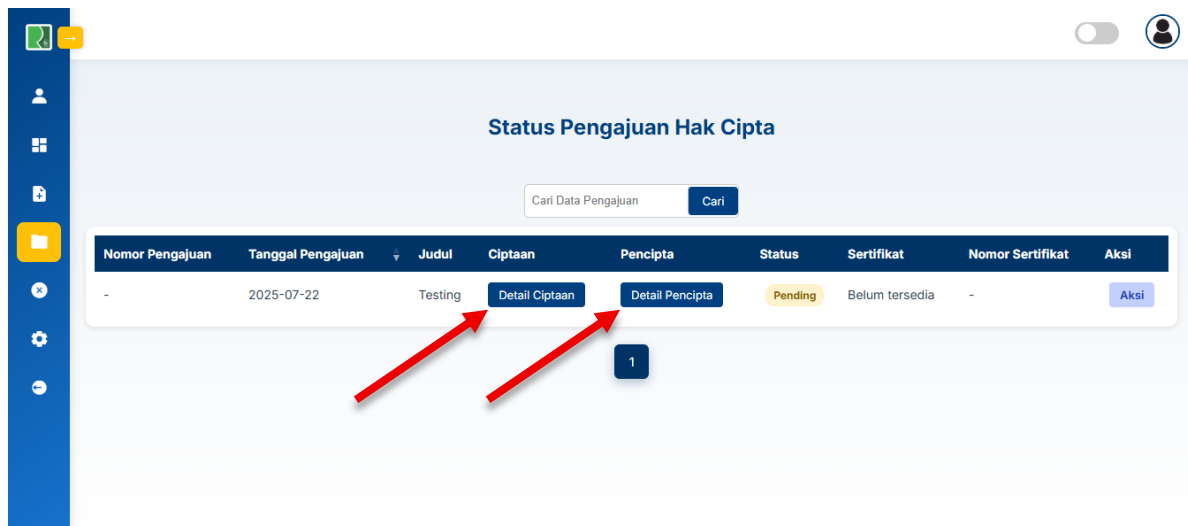 Status Pengajuan Hak Cipta
Cari Data Pengajuan Cari
Nomor Pengajuan Tanggal Pengajuan Judul Ciptaan Pencipta Status Sertifikat Nomor Sertifikat Aksi
- 2025-07-22 Testing Detail Ciptaan Detail Pencipta Pending Belum tersedia - Aksi
1